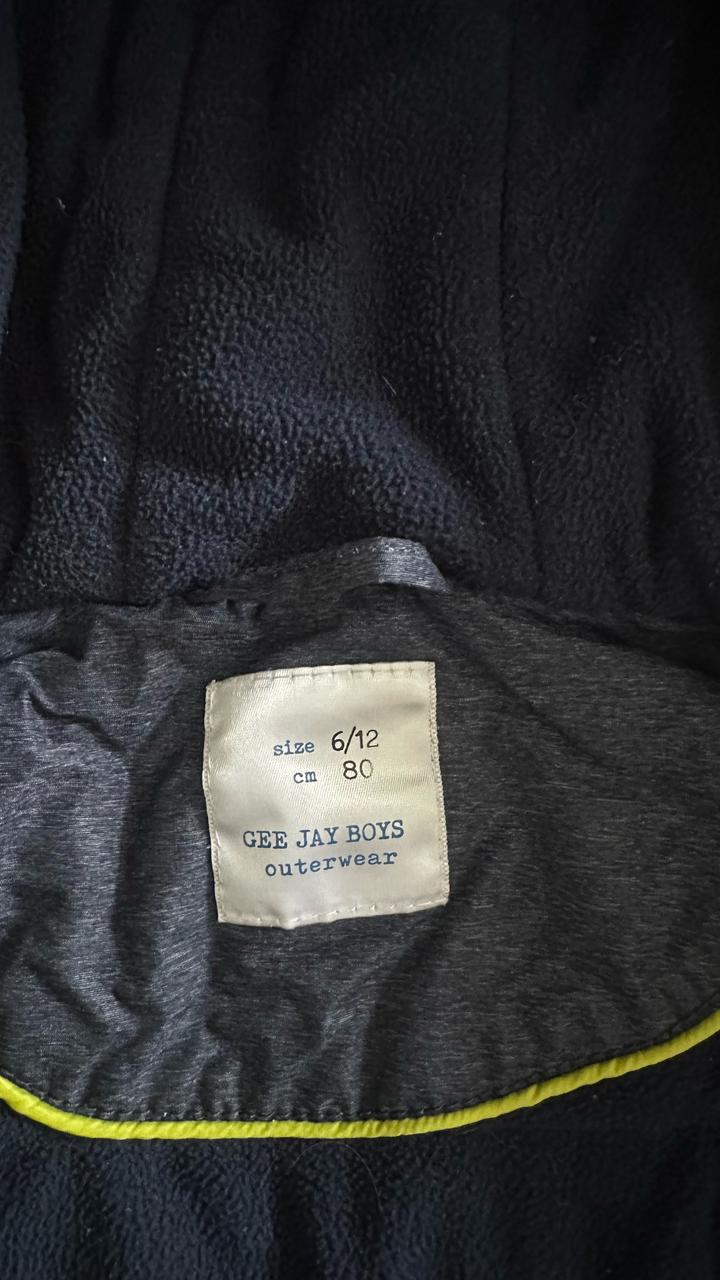 size 6/12
cm 80
GEE JAY BOYS
outerwear